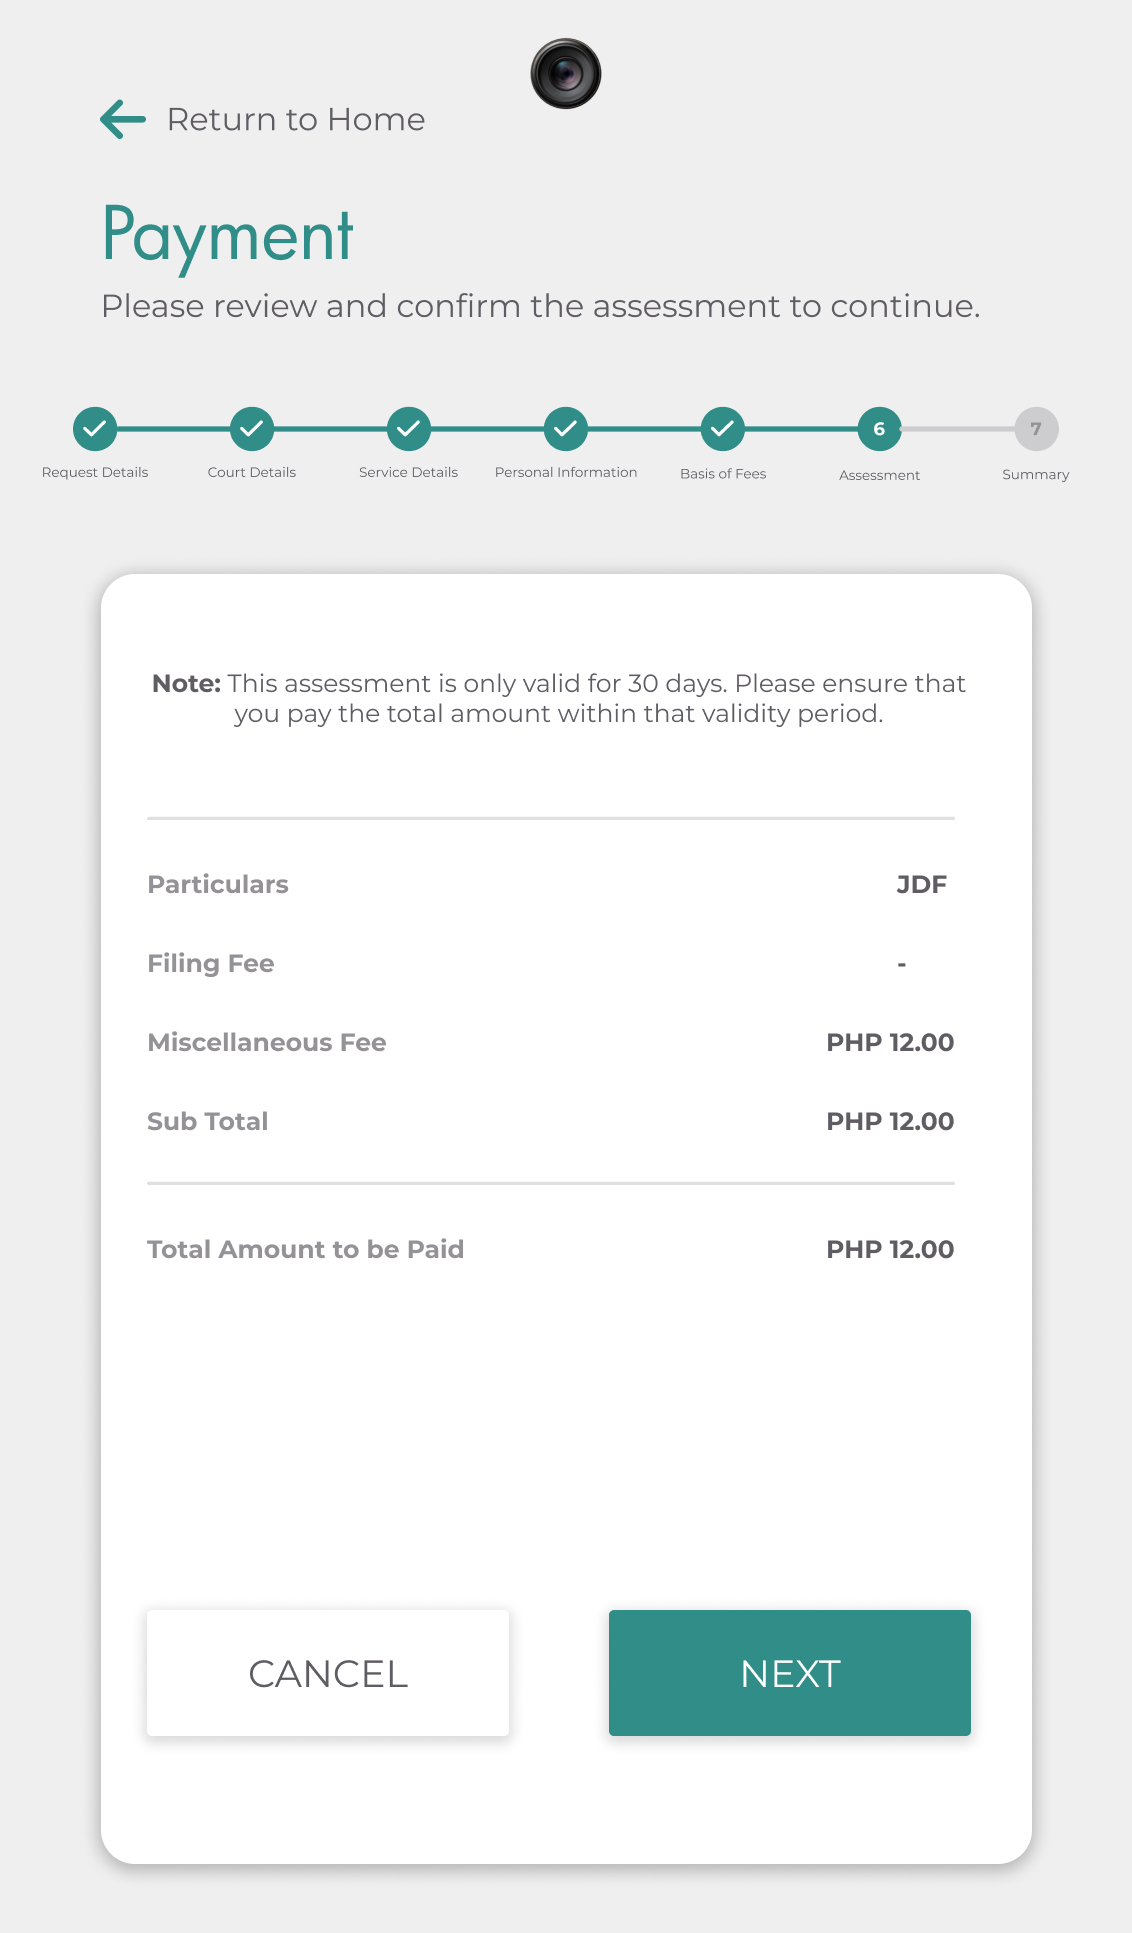 Return to Home
Payment
Please review and confirm the assessment to continue.
6
7
Request Details
Court Details
Service Details
Personal Information
Basis of Fees
Assessment
Summary
Note: This assessment is only valid for 30 days. Please ensure that
you pay the total amount within that validity period.
Particulars JDF
Filing Fee -
Miscellaneous Fee PHP 12.00
Sub Total PHP 12.00
Total Amount to be Paid PHP 12.00
CANCEL
NEXT